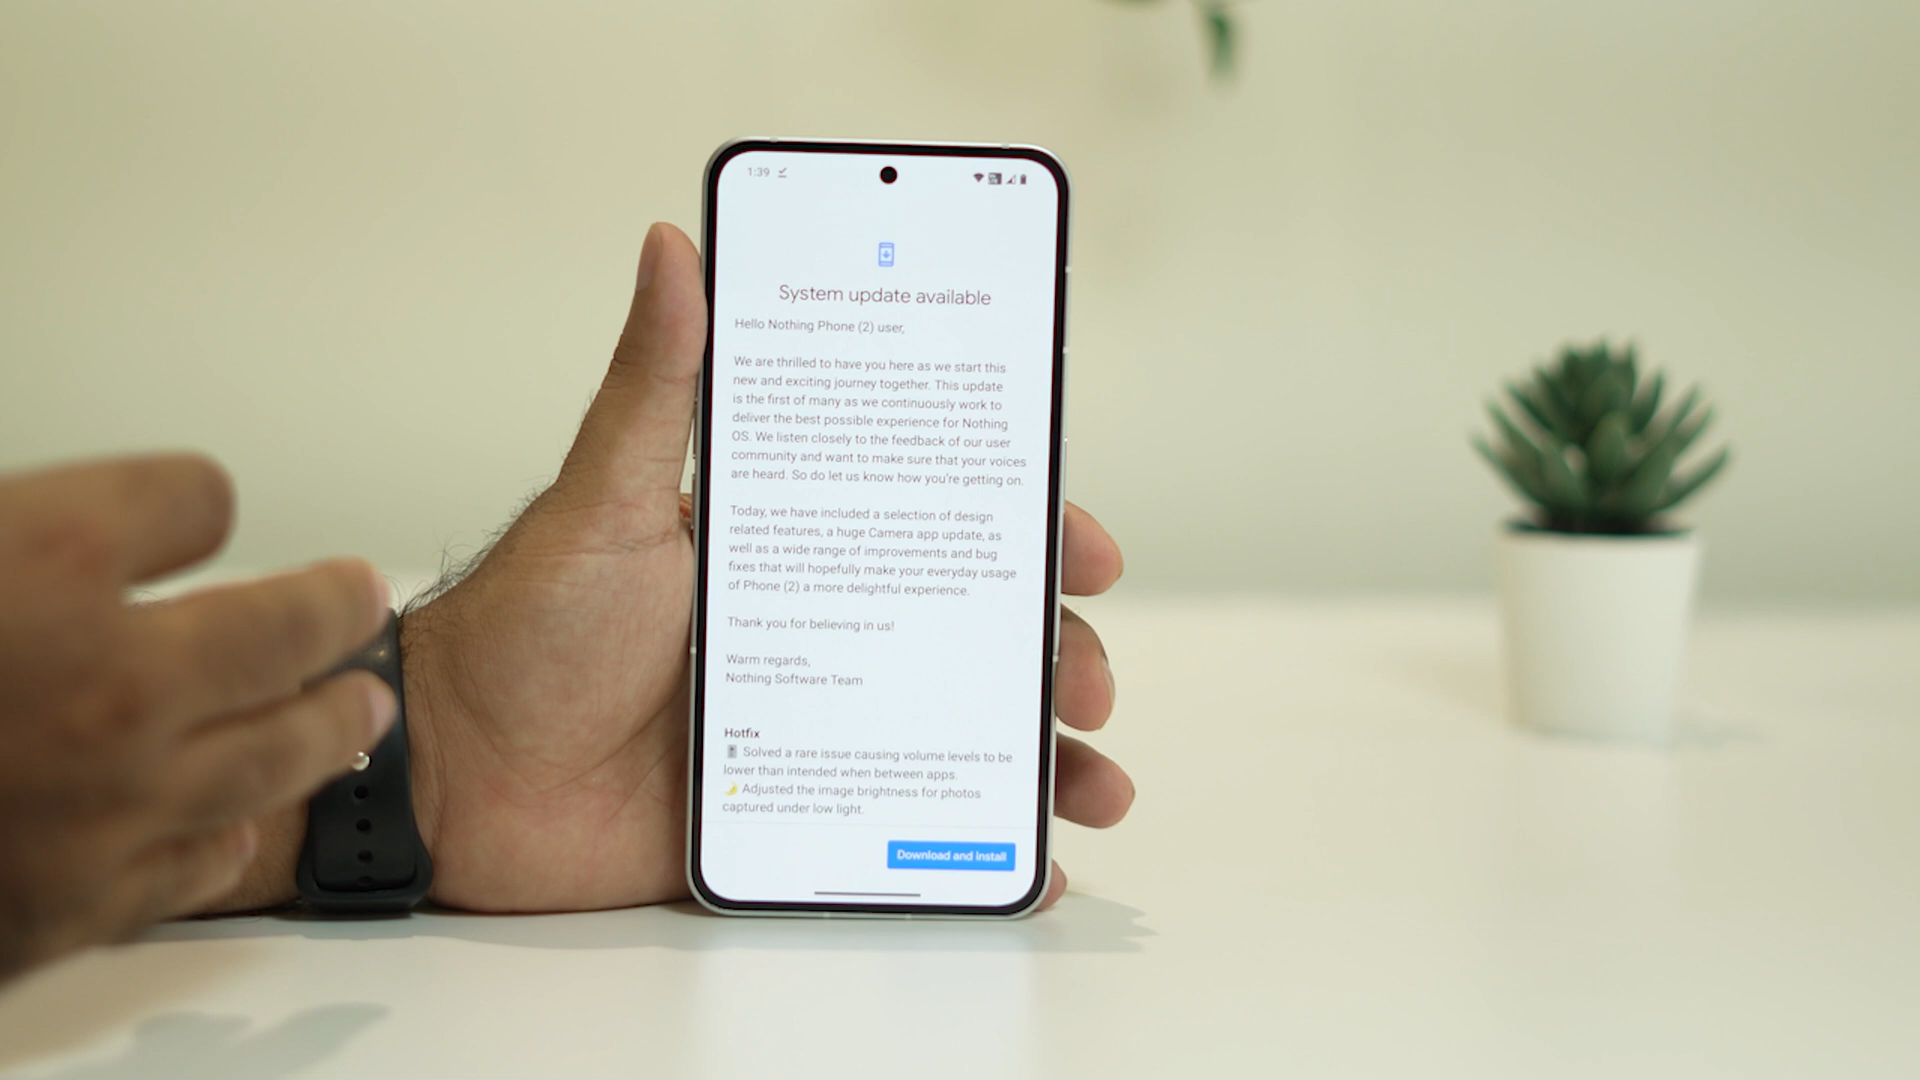 1:39
System update available
Hello Nothing Phone (2) user,
We are thrilled to have you here as we start this
new and exciting journey together. This update
is the first of many as we continuously work to
deliver the best possible experience for Nothing
OS. We listen closely to the feedback of our user
community and want to make sure that your voices
are heard. So do let us know how you're getting on.
Today, we have included a selection of design
related features, a huge Camera app update, as
well as a wide range of improvements and bug
fixes that will hopefully make your everyday usage
of Phone (2) a more delightful experience.
Thank you for believing in us!
Warm regards,
Nothing Software Team
Hotfix
🎚️ Solved a rare issue causing volume levels to be
lower than intended when between apps.
🌙 Adjusted the image brightness for photos
captured under low light.
Download and install